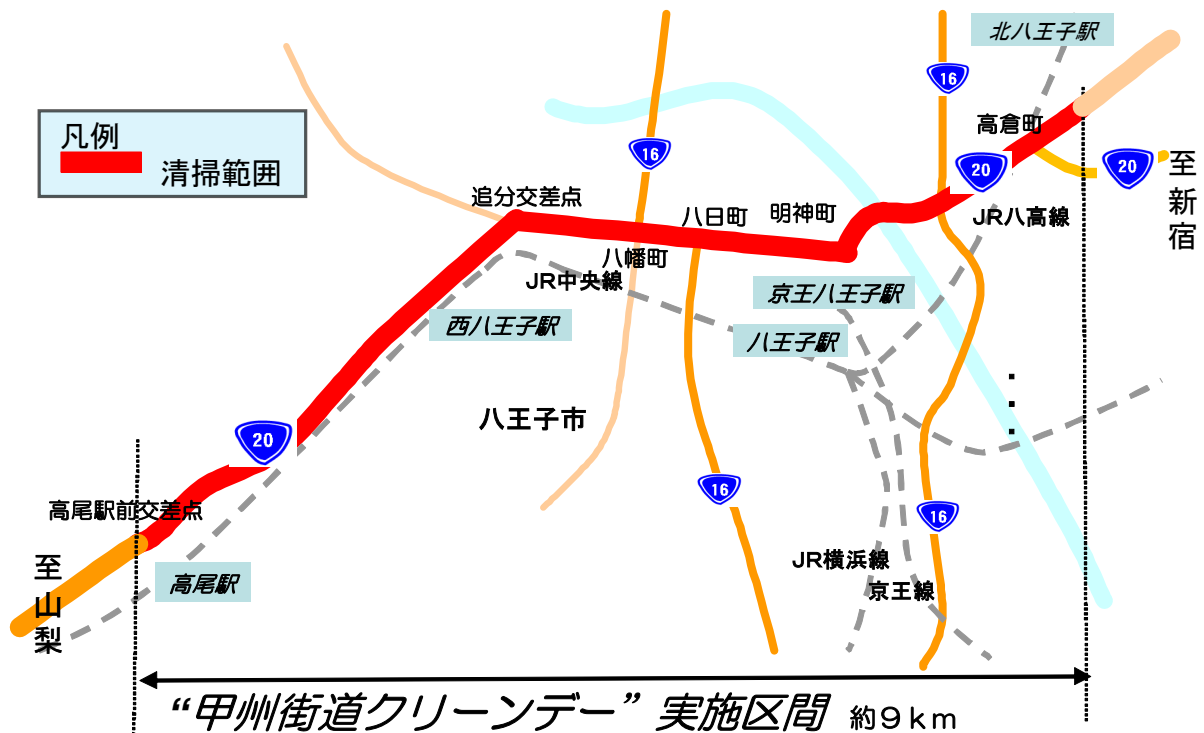 北八王子駅
16
凡例
清掃範囲
高倉町
16
20
20
至新宿
追分交差点
八日町
明神町
JR八高線
八幡町
JR中央線
京王八王子駅
西八王子駅
八王子駅
八王子市
20
16
高尾駅前交差点
16
JR横浜線
至山梨
高尾駅
京王線
“甲州街道クリーンデー”実施区間 約9km